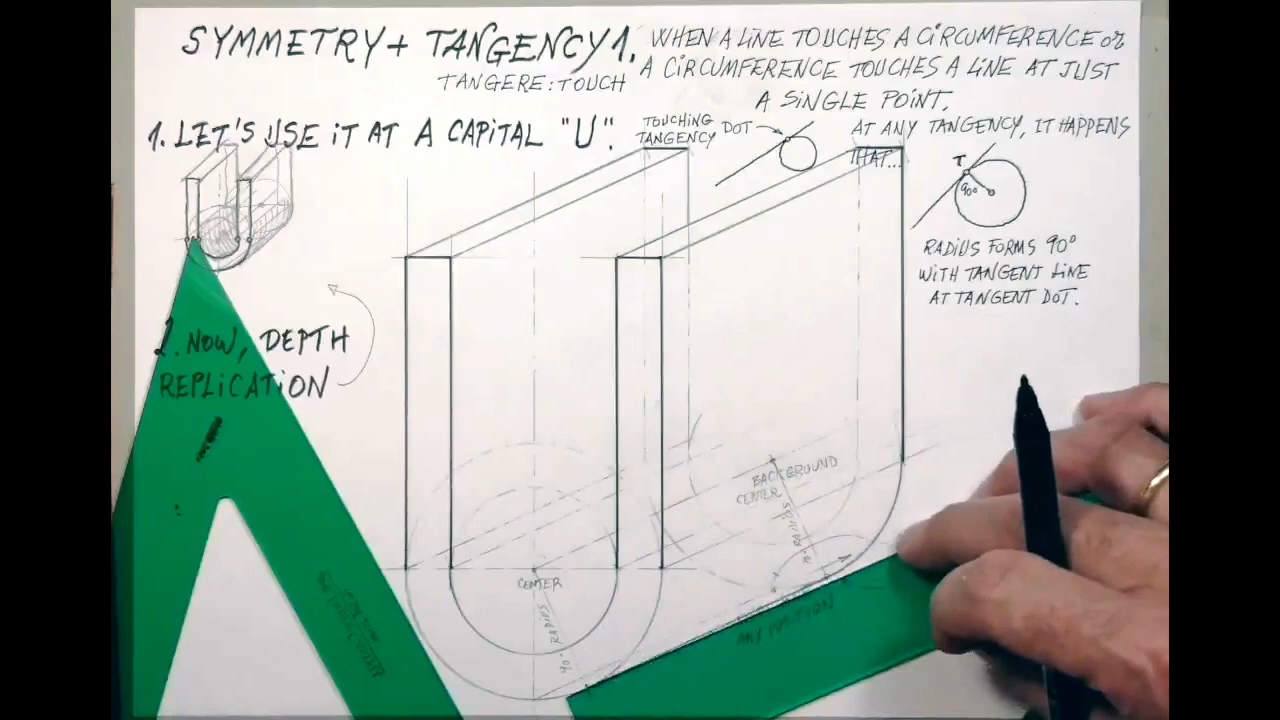 SYMMETRY + TANGENCY 1.
TANGERE: TOUCH
WHEN A LINE TOUCHES A CIRCUMFERENCE or
A CIRCUMFERENCE TOUCHES A LINE AT JUST
A SINGLE POINT.
1. LET'S USE IT AT A CAPITAL "U".
TOUCHING
TANGENCY DOT
AT ANY TANGENCY, IT HAPPENS
THAT...
T
90°
RADIUS FORMS 90°
WITH TANGENT LINE
AT TANGENT DOT.
2. NOW, DEPTH
REPLICATION
BACKGROUND
CENTER
RADIUS
CENTER
90° RADIUS
ANY POSITION